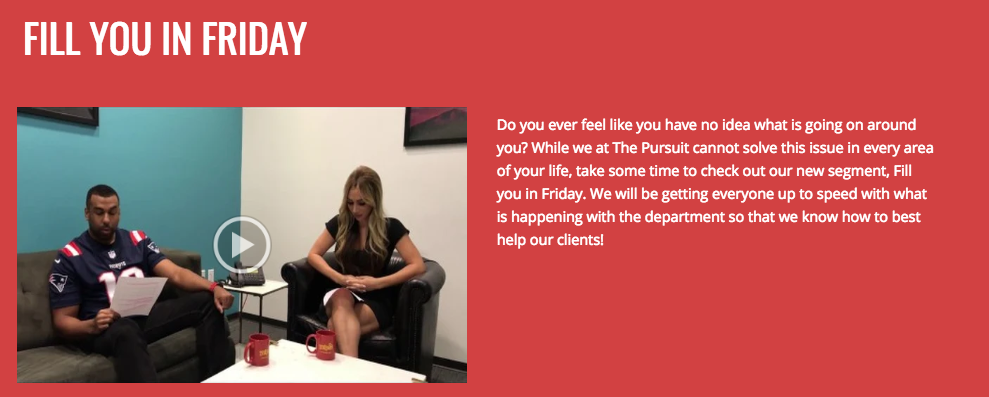 FILL YOU IN FRIDAY
Do you ever feel like you have no idea what is going on around
you? While we at The Pursuit cannot solve this issue in every area
of your life, take some time to check out our new segment, Fill
you in Friday. We will be getting everyone up to speed with what
is happening with the department so that we know how to best
help our clients!